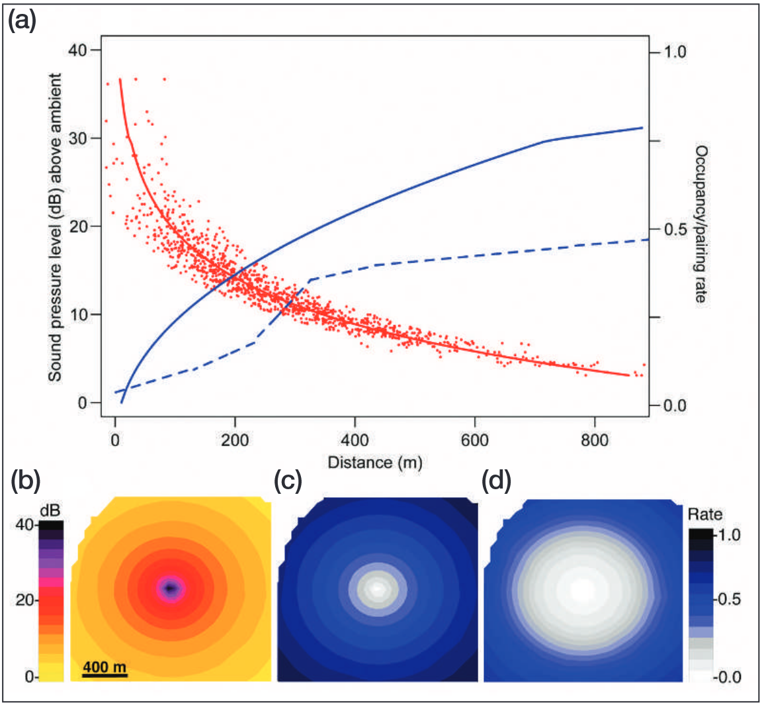 (a)
40
30
20
10
0
Sound pressure level (dB) above ambient
1.0
0.5
0.0
Occupancy/pairing rate
0 200 400 600 800
Distance (m)
(b) (c) (d)
dB
40
20
0
400 m
Rate
1.0
0.5
0.0